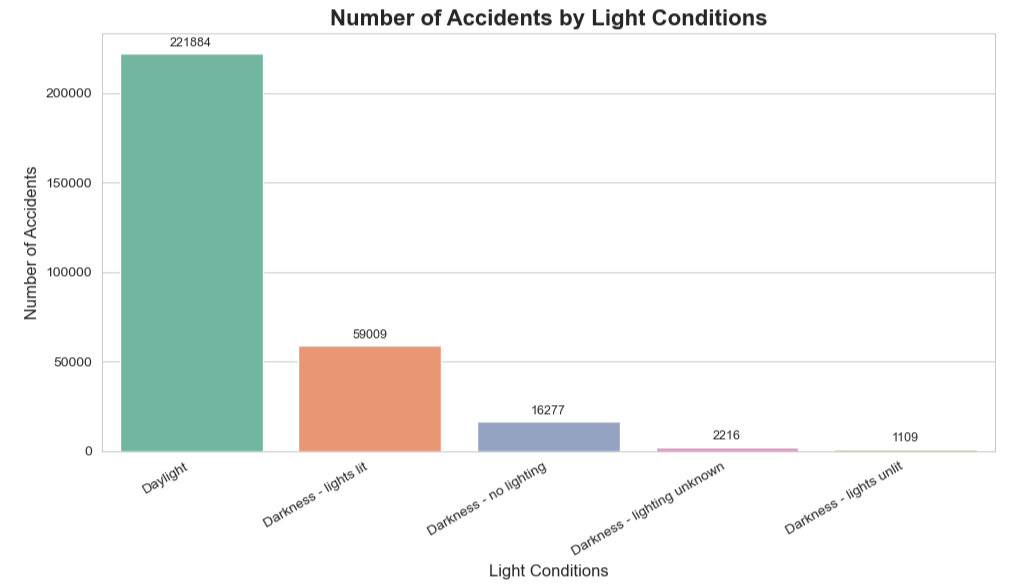 Number of Accidents by Light Conditions
221884
200000
59009
150000
Number of Accidents
100000
16277
50000
2216
1109
0
Daylight
Darkness - lights lit
Darkness - no lighting
Darkness - lighting unknown
Darkness - lights unlit
Light Conditions